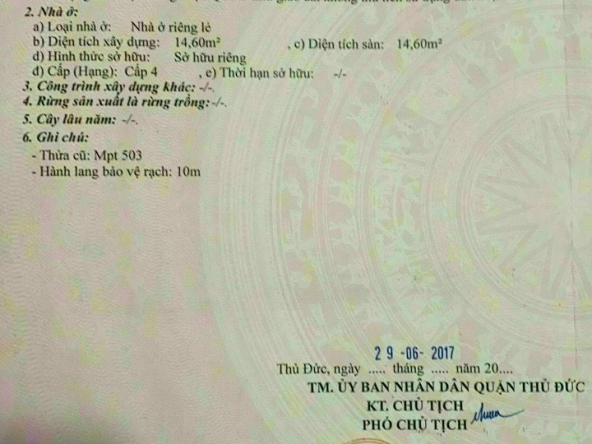 2. Nhà ở:
a) Loại nhà ở: Nhà ở riêng lẻ
b) Diện tích xây dựng: 14,60m² , c) Diện tích sàn: 14,60m²
d) Hình thức sở hữu: Sở hữu riêng
đ) Cấp (Hạng): Cấp 4 , e) Thời hạn sở hữu: -/-
3. Công trình xây dựng khác: -/-.
4. Rừng sản xuất là rừng trồng: -/-.
5. Cây lâu năm: -/-.
6. Ghi chú:
- Thửa cũ: Mpt 503
- Hành lang bảo vệ rạch: 10m
29 -06- 2017
Thủ Đức, ngày ..... tháng ..... năm 20....
TM. ỦY BAN NHÂN DÂN QUẬN THỦ ĐỨC
KT. CHỦ TỊCH
PHÓ CHỦ TỊCH